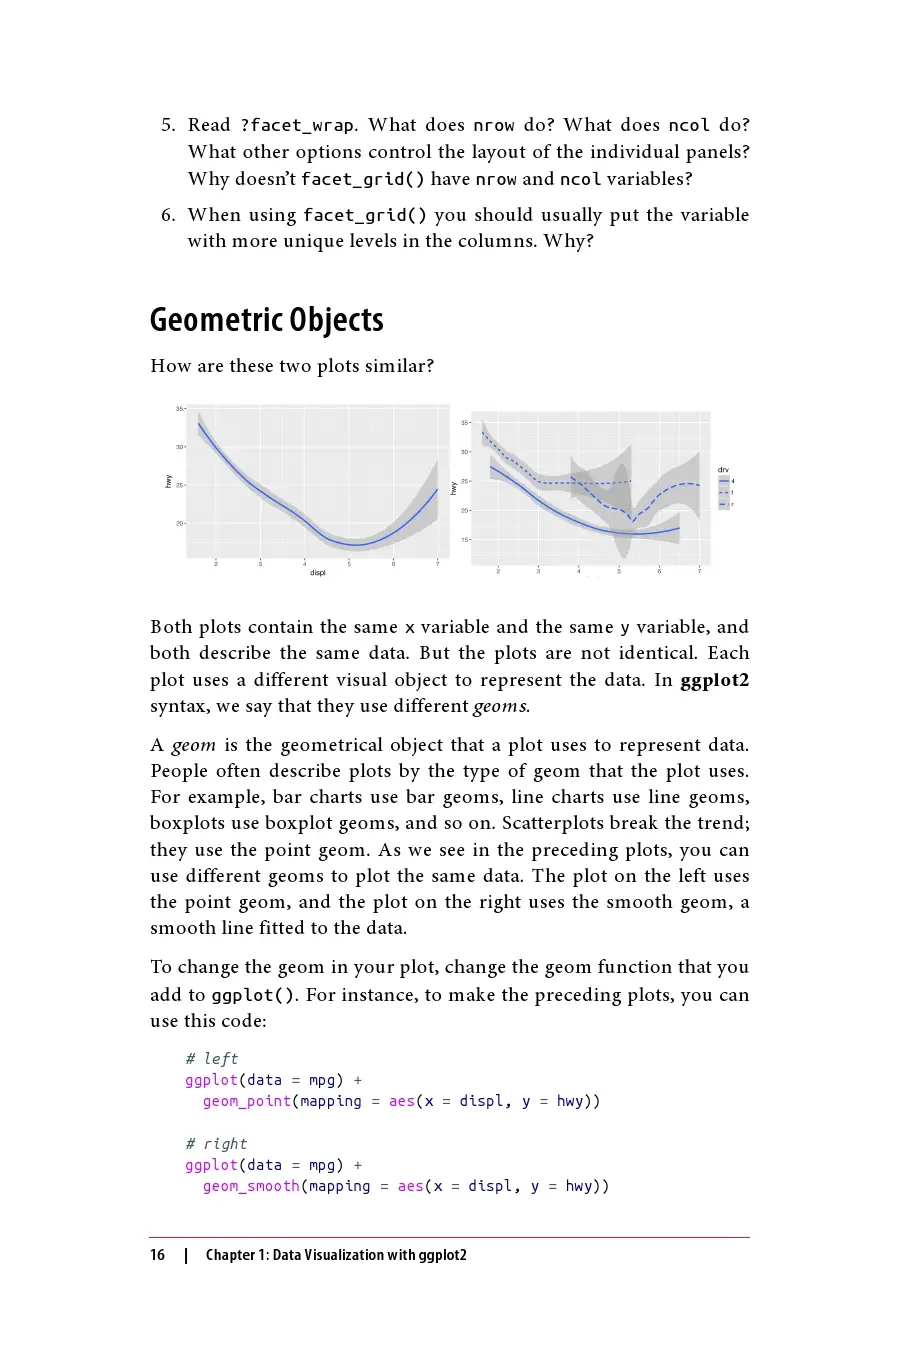 5. Read ?facet_wrap. What does nrow do? What does ncol do?
What other options control the layout of the individual panels?
Why doesn’t facet_grid() have nrow and ncol variables?
6. When using facet_grid() you should usually put the variable
with more unique levels in the columns. Why?
Geometric Objects
How are these two plots similar?
35
30
25
20
hwy
2 3 4 5 6 7
displ
35
30
25
20
15
hwy
2 3 4 5 6 7
drv
4
f
r
Both plots contain the same x variable and the same y variable, and
both describe the same data. But the plots are not identical. Each
plot uses a different visual object to represent the data. In ggplot2
syntax, we say that they use different geoms.
A geom is the geometrical object that a plot uses to represent data.
People often describe plots by the type of geom that the plot uses.
For example, bar charts use bar geoms, line charts use line geoms,
boxplots use boxplot geoms, and so on. Scatterplots break the trend;
they use the point geom. As we see in the preceding plots, you can
use different geoms to plot the same data. The plot on the left uses
the point geom, and the plot on the right uses the smooth geom, a
smooth line fitted to the data.
To change the geom in your plot, change the geom function that you
add to ggplot(). For instance, to make the preceding plots, you can
use this code:
# left
ggplot(data = mpg) +
geom_point(mapping = aes(x = displ, y = hwy))
# right
ggplot(data = mpg) +
geom_smooth(mapping = aes(x = displ, y = hwy))
16 | Chapter 1: Data Visualization with ggplot2